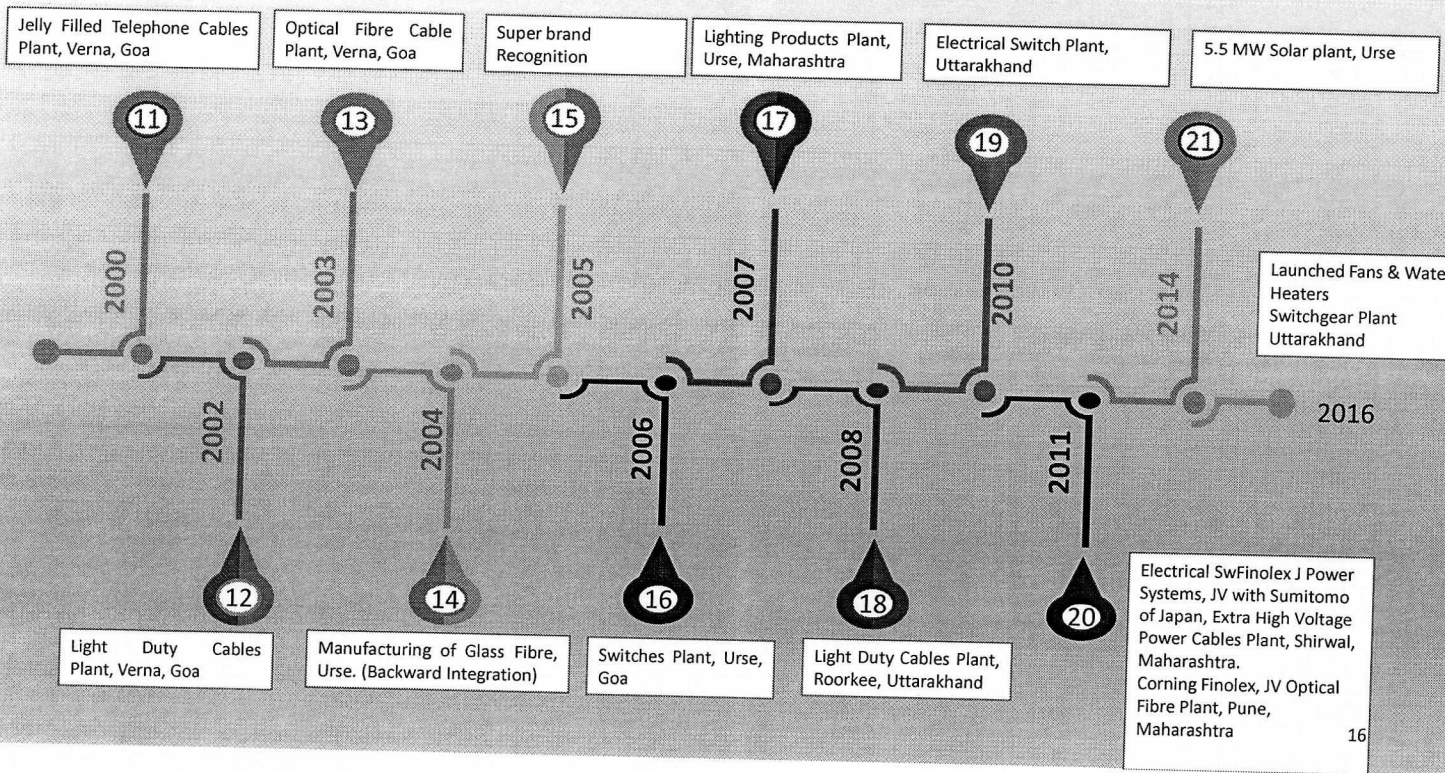 Jelly Filled Telephone Cables
Plant, Verna, Goa
Optical Fibre Cable
Plant, Verna, Goa
Super brand
Recognition
Lighting Products Plant,
Urse, Maharashtra
Electrical Switch Plant,
Uttarakhand
5.5 MW Solar plant, Urse
11
13
15
17
19
21
2000
2003
2005
2007
2010
2014
Launched Fans & Wate
Heaters
Switchgear Plant
Uttarakhand
2016
2002
2004
2006
2008
2011
12
14
16
18
20
Light Duty Cables
Plant, Verna, Goa
Manufacturing of Glass Fibre,
Urse. (Backward Integration)
Switches Plant, Urse,
Goa
Light Duty Cables Plant,
Roorkee, Uttarakhand
Electrical SwFinolex J Power
Systems, JV with Sumitomo
of Japan, Extra High Voltage
Power Cables Plant, Shirwal,
Maharashtra.
Corning Finolex, JV Optical
Fibre Plant, Pune,
Maharashtra
16